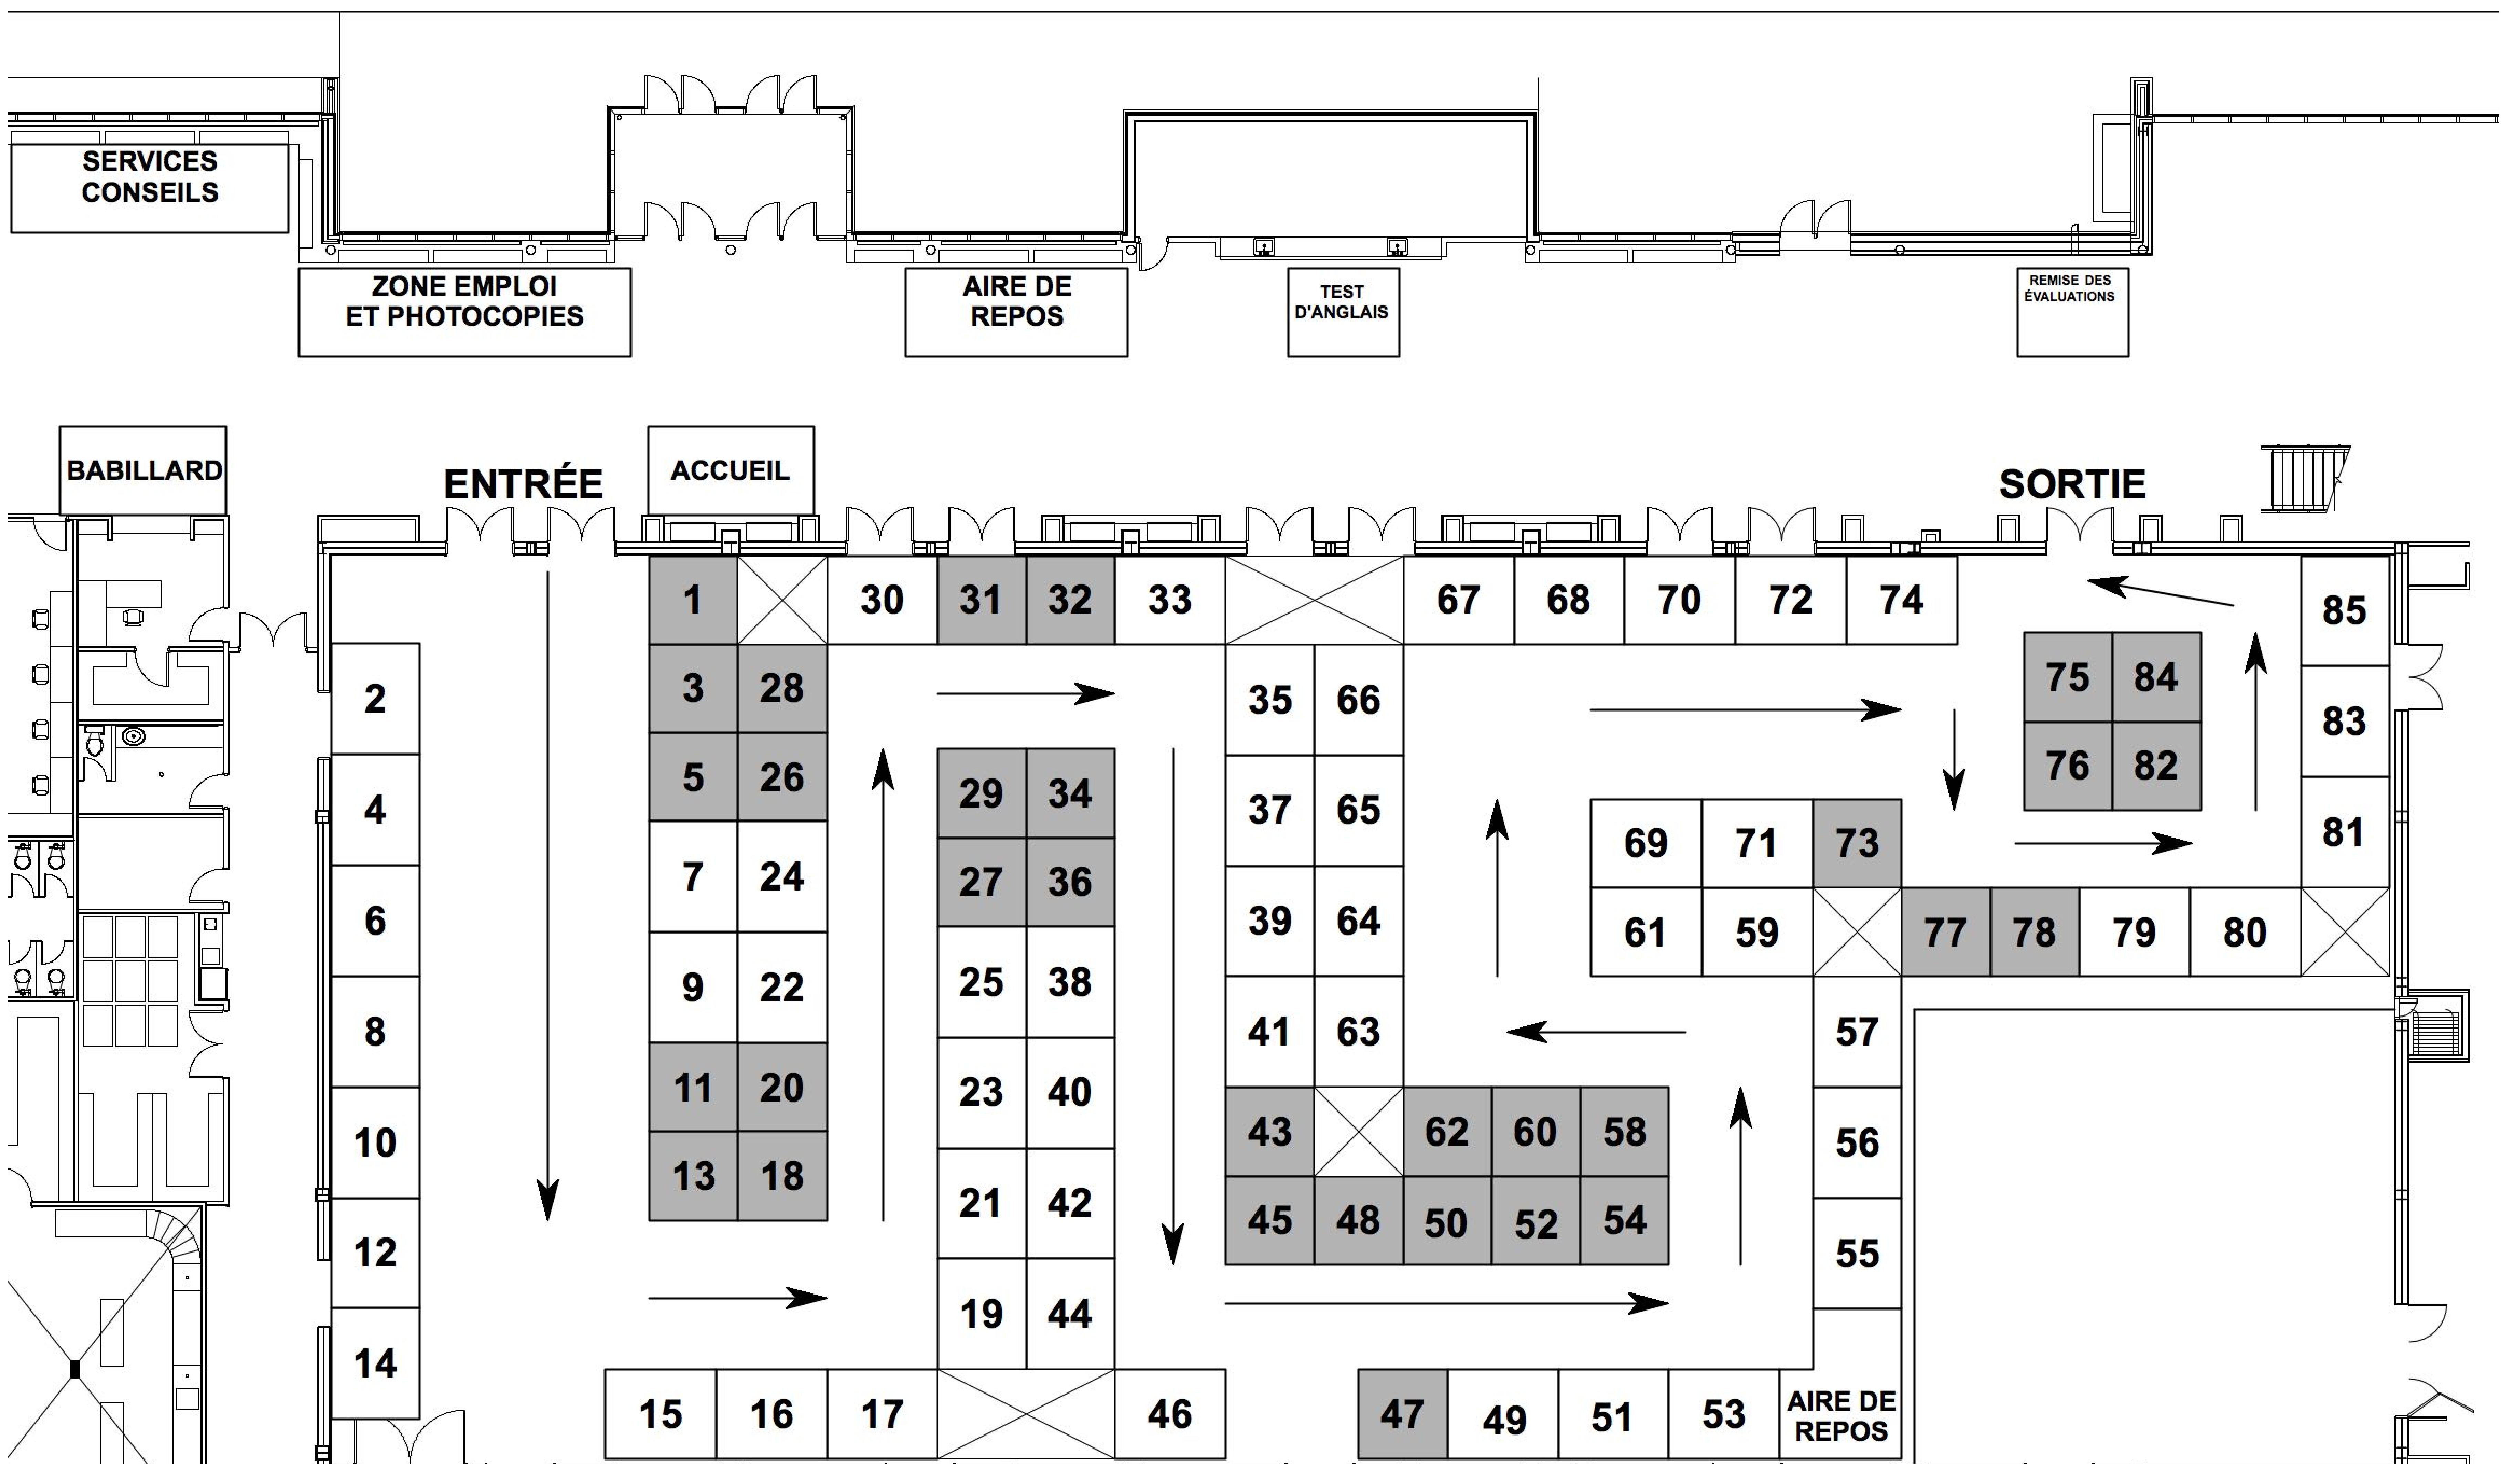 SERVICES
CONSEILS
ZONE EMPLOI
ET PHOTOCOPIES
AIRE DE
REPOS
TEST
D'ANGLAIS
REMISE DES
ÉVALUATIONS
BABILLARD
ENTRÉE
ACCUEIL
SORTIE
1 30 31 32 33 67 68 70 72 74 85
2 3 28 35 66 75 84 83
4 5 26 29 34 37 65 76 82 81
6 7 24 27 36 39 64 69 71 73
8 9 22 25 38 41 63 61 59 77 78 79 80
10 11 20 23 40 43 62 60 58 57
12 13 18 21 42 45 48 50 52 54 56
14 19 44 55
15 16 17 46 47 49 51 53
AIRE DE
REPOS